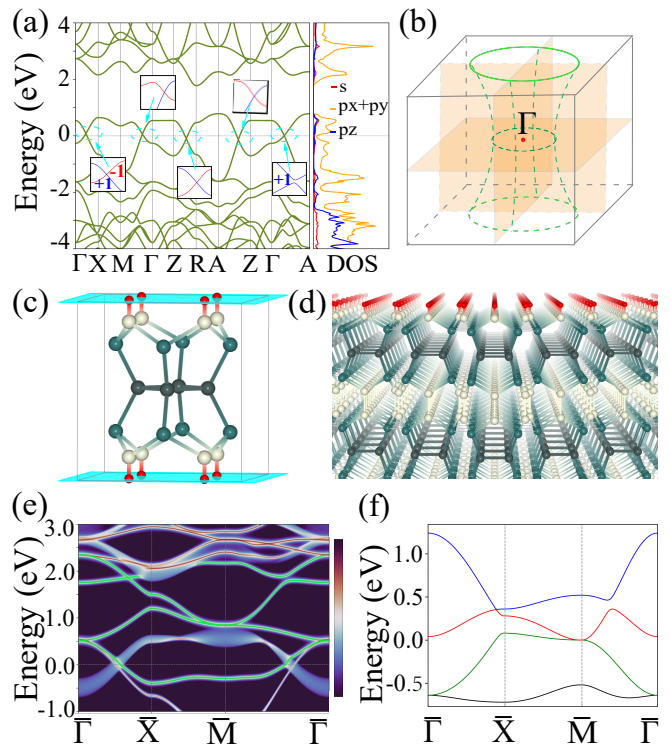 (a)
Energy (eV)
4
2
0
-2
-4
-1
+1
+1
Γ X M Γ Z R A Z Γ A DOS
s
px+py
pz
(b)
Γ
(c)
(d)
(e)
Energy (eV)
3.0
2.0
1.0
0.0
-1.0
Γ̅ X̅ M̅ Γ̅
(f)
Energy (eV)
1.0
0.5
0.0
-0.5
Γ̅ X̅ M̅ Γ̅